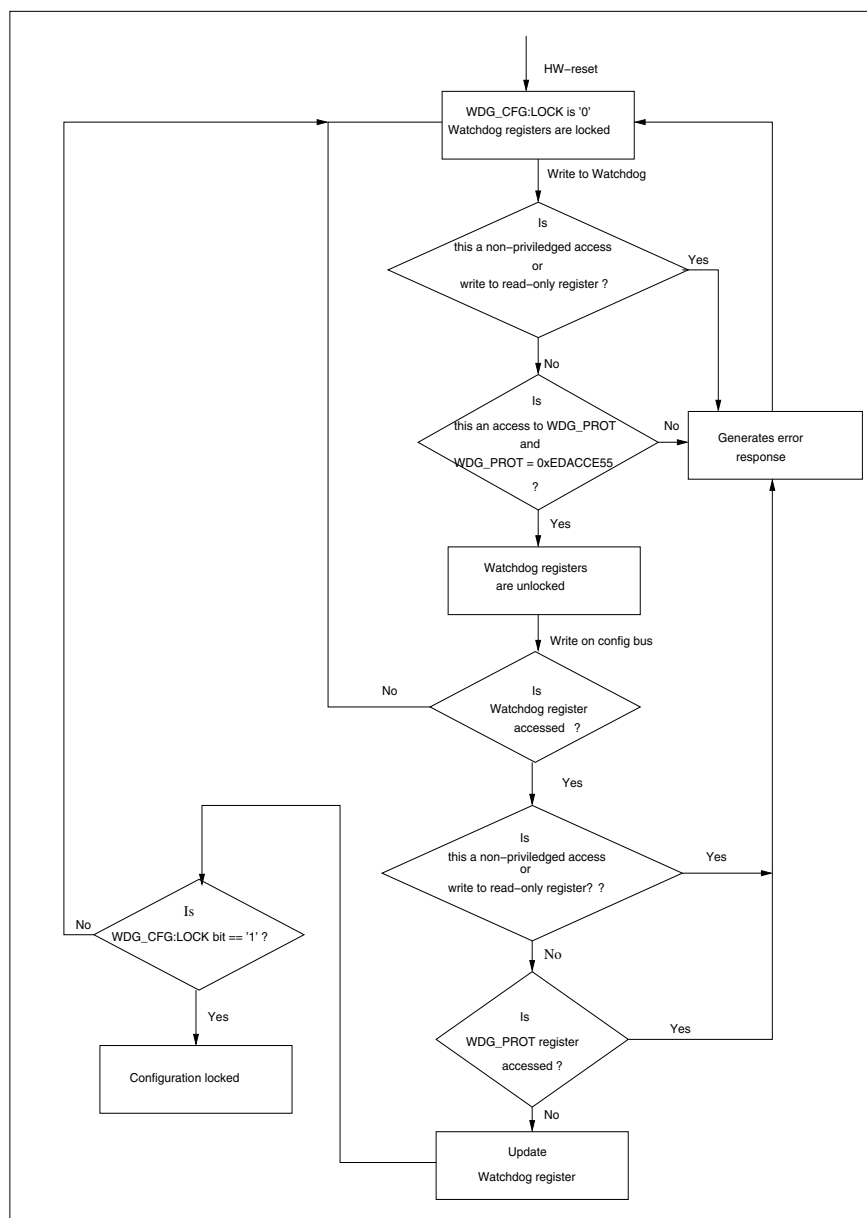 HW-reset
WDG_CFG:LOCK is '0'
Watchdog registers are locked
Write to Watchdog
Is
this a non-priviledged access
or
write to read-only register ?
Yes
No
Is
this an access to WDG_PROT
and
WDG_PROT = 0xEDACCE55
?
No
Generates error
response
Yes
Watchdog registers
are unlocked
Write on config bus
Is
Watchdog register
accessed ?
No
Yes
Is
this a non-priviledged access
or
write to read-only register? ?
Yes
No
Is
WDG_CFG:LOCK bit == '1' ?
No
Yes
Configuration locked
Is
WDG_PROT register
accessed ?
Yes
No
Update
Watchdog register